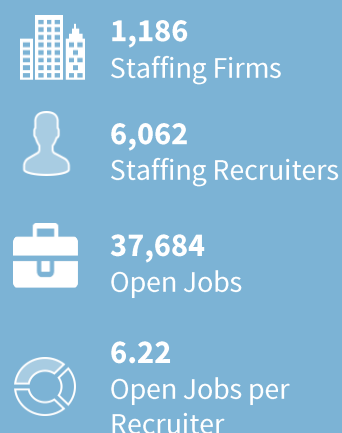 1,186
Staffing Firms
6,062
Staffing Recruiters
37,684
Open Jobs
6.22
Open Jobs per
Recruiter